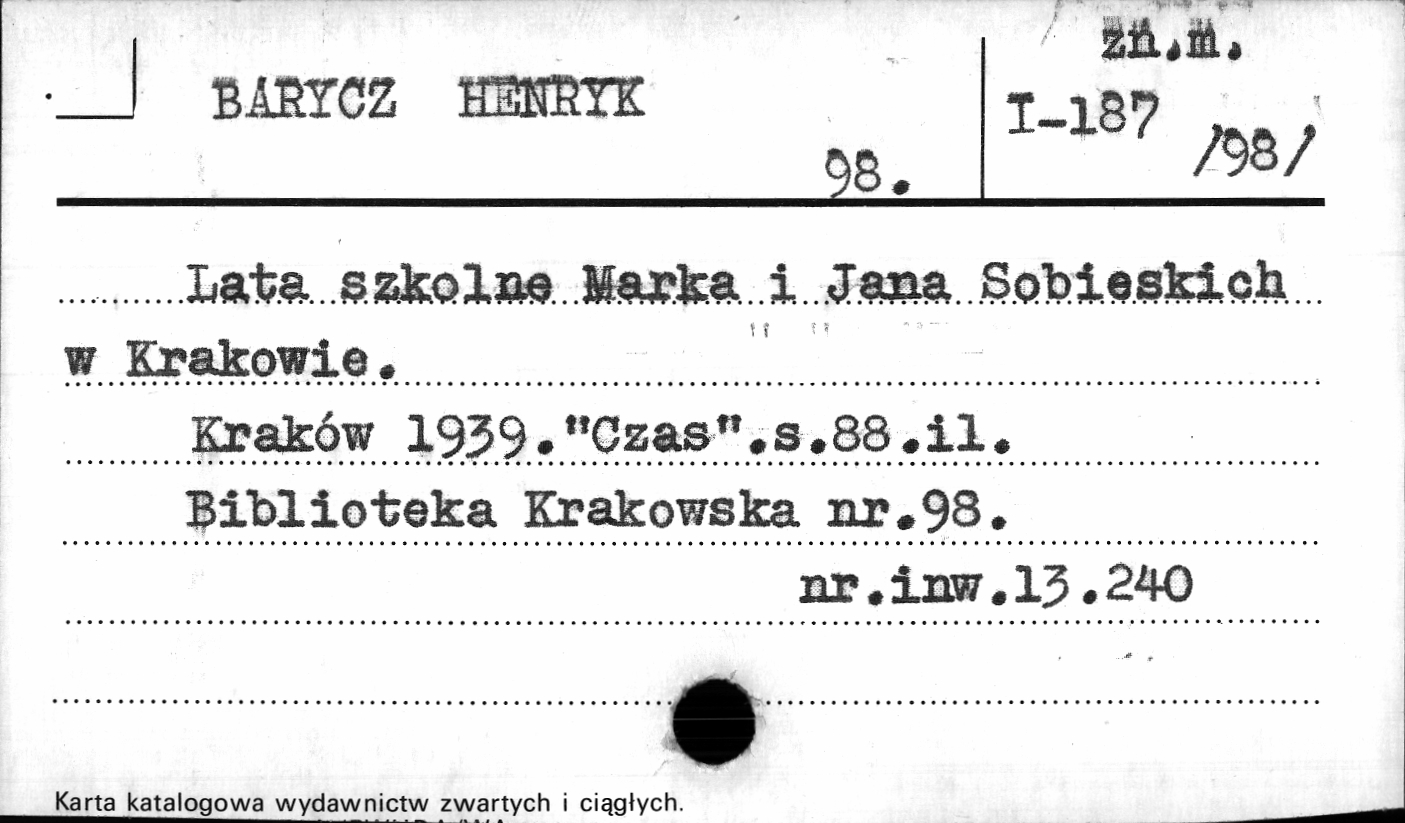 zn.m.
BARYCZ HENRYK
I-187 /98/
98.
Lata szkolne Marka i Jana Sobieskich
w Krakowie.
Kraków 1939."Czas".s.88.il.
Biblioteka Krakowska nr.98.
nr.inw.13.240
Karta katalogowa wydawnictw zwartych i ciągłych.